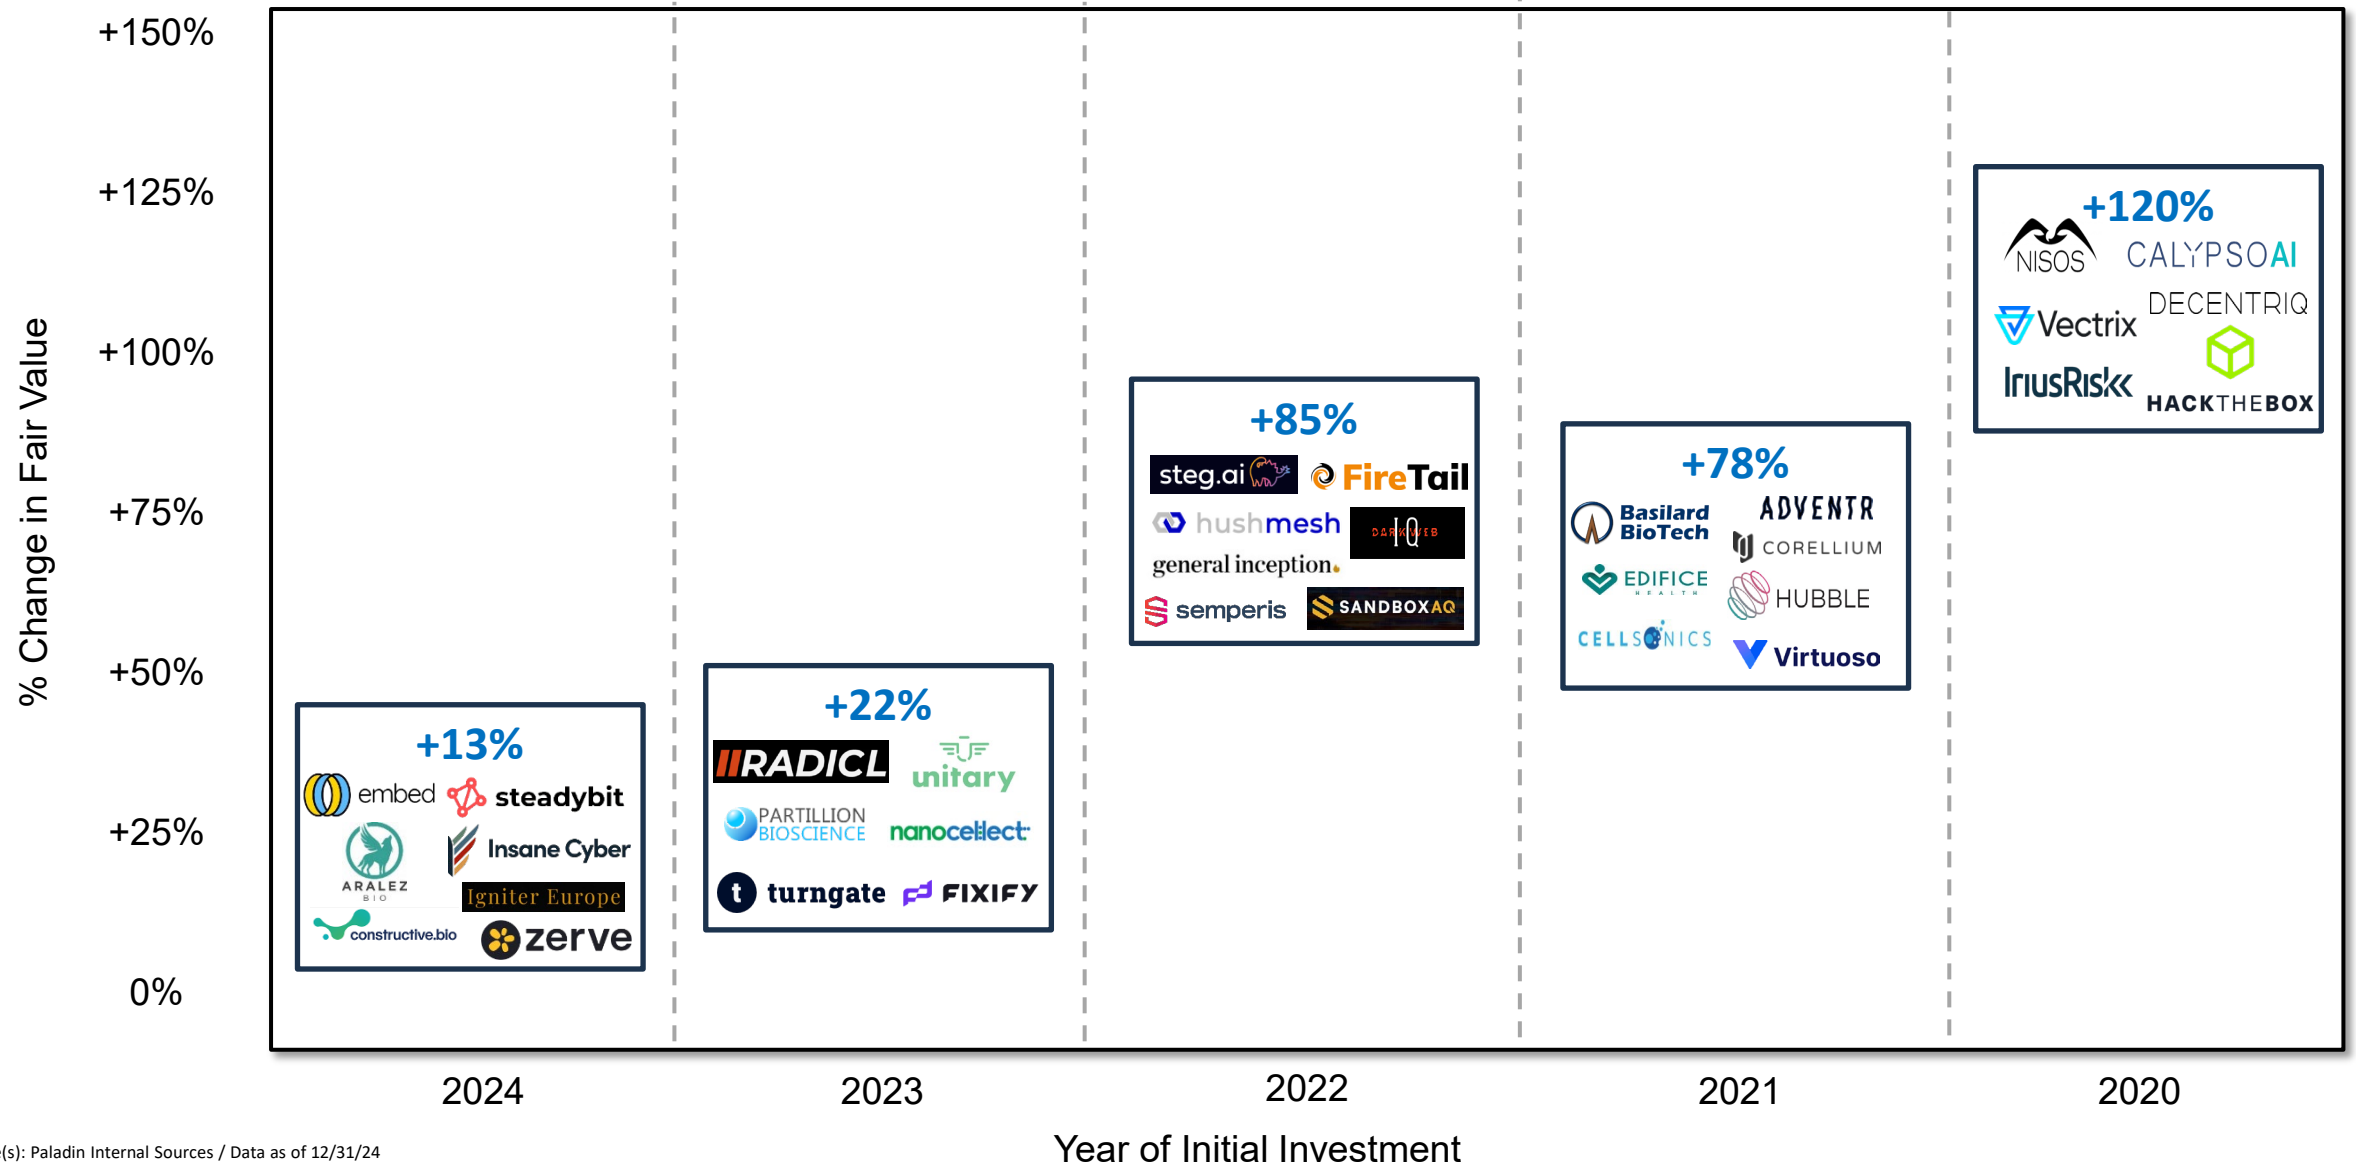 +150%
+125%
+100%
+75%
+50%
+25%
0%
% Change in Fair Value
+13%
embed
steadybit
ARALEZ
BIO
Insane Cyber
Igniter Europe
constructive.bio
zerve
+22%
RADICL
unitary
PARTILLION
BIOSCIENCE
nanocellect
turngate
FIXIFY
+85%
steg.ai
FireTail
hushmesh
DARKWEB
IQ
general inception.
semperis
SANDBOXAQ
+78%
Basilard
BioTech
ADVENTR
CORELLIUM
EDIFICE
HEALTH
HUBBLE
CELLSONICS
Virtuoso
+120%
NISOS
CALYPSOAI
DECENTRIQ
Vectrix
IriusRisk
HACKTHEBOX
2024
2023
2022
2021
2020
Year of Initial Investment
(s): Paladin Internal Sources / Data as of 12/31/24